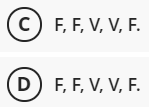 C F, F, V, V, F.
D F, F, V, V, F.